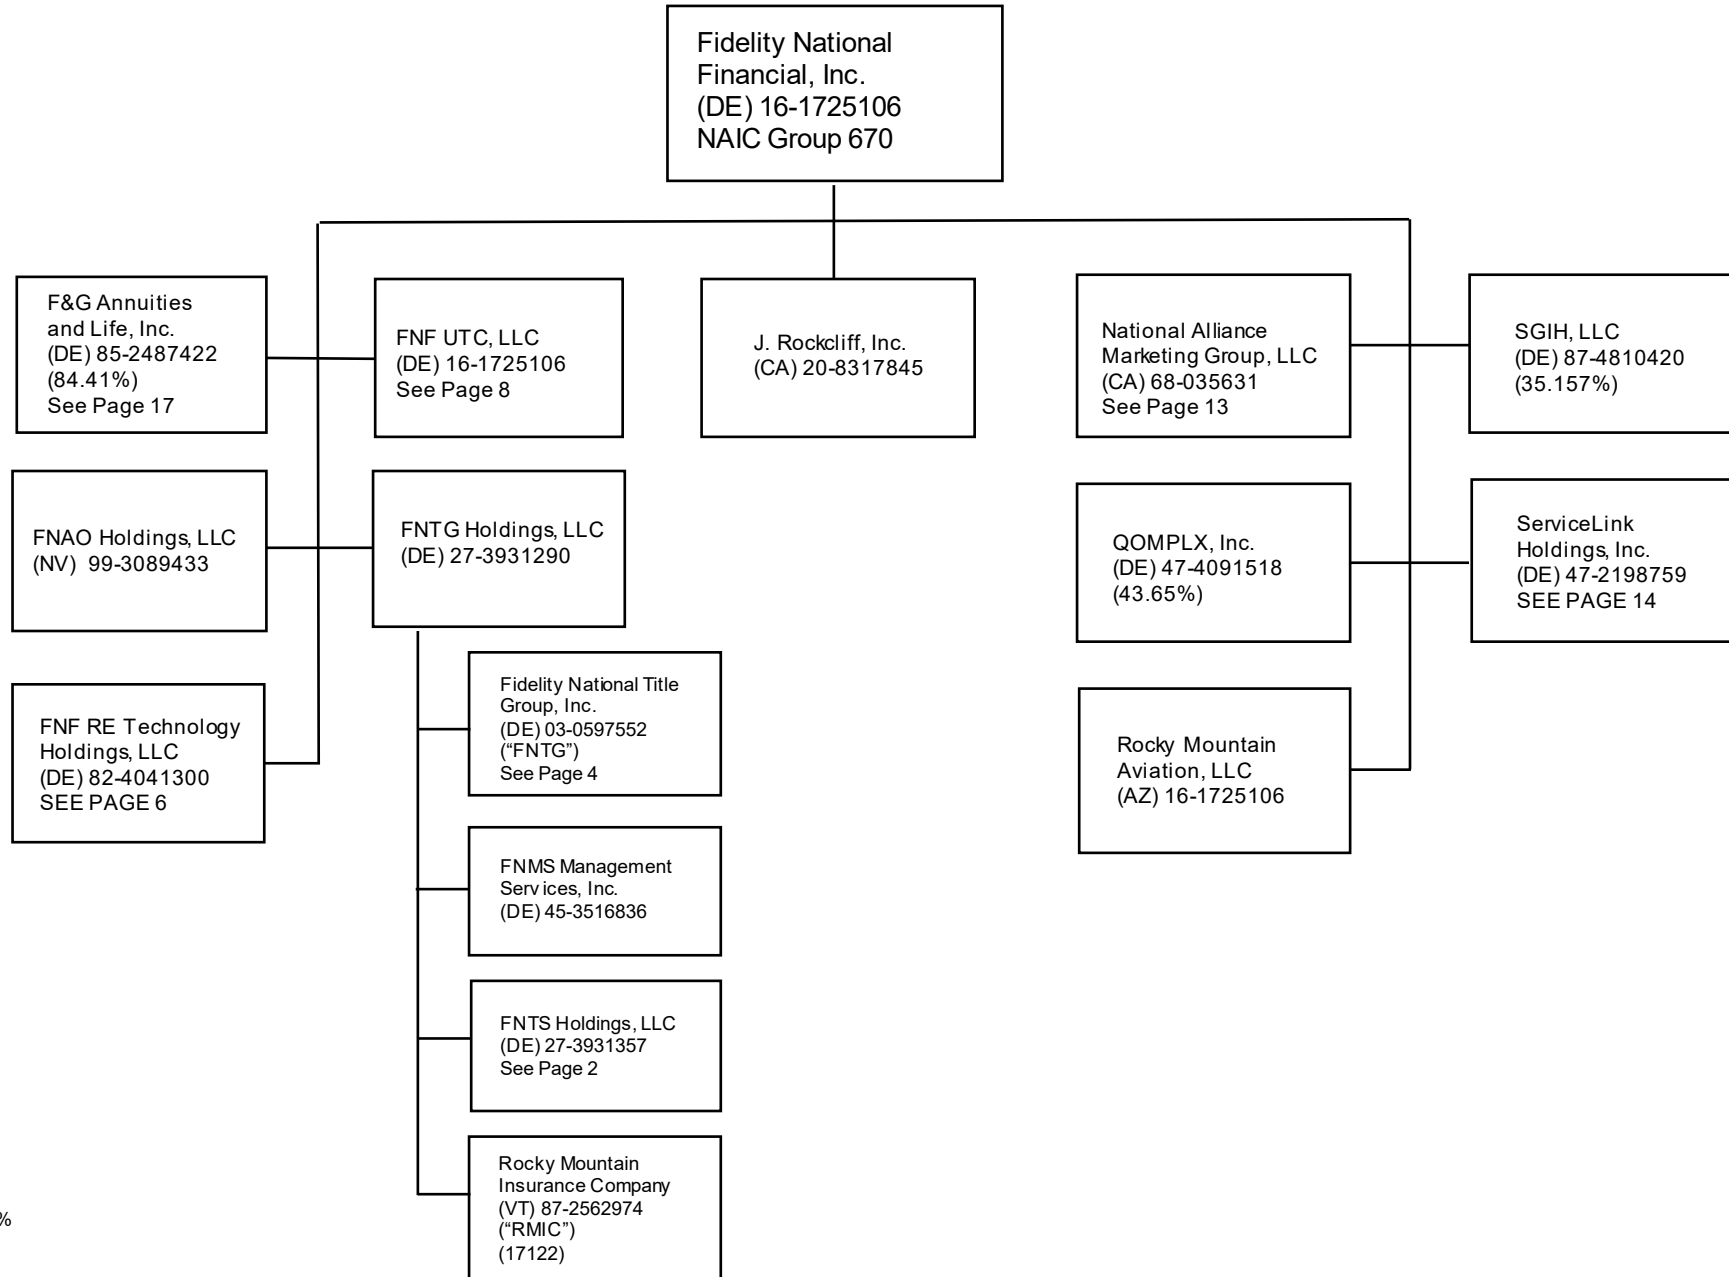 Fidelity National
Financial, Inc.
(DE) 16-1725106
NAIC Group 670
F&G Annuities
and Life, Inc.
(DE) 85-2487422
(84.41%)
See Page 17
FNF UTC, LLC
(DE) 16-1725106
See Page 8
J. Rockcliff, Inc.
(CA) 20-8317845
National Alliance
Marketing Group, LLC
(CA) 68-035631
See Page 13
SGIH, LLC
(DE) 87-4810420
(35.157%)
FNAO Holdings, LLC
(NV) 99-3089433
FNTG Holdings, LLC
(DE) 27-3931290
QOMPLX, Inc.
(DE) 47-4091518
(43.65%)
ServiceLink
Holdings, Inc.
(DE) 47-2198759
SEE PAGE 14
FNF RE Technology
Holdings, LLC
(DE) 82-4041300
SEE PAGE 6
Fidelity National Title
Group, Inc.
(DE) 03-0597552
(“FNTG”)
See Page 4
Rocky Mountain
Aviation, LLC
(AZ) 16-1725106
FNMS Management
Services, Inc.
(DE) 45-3516836
FNTS Holdings, LLC
(DE) 27-3931357
See Page 2
Rocky Mountain
Insurance Company
(VT) 87-2562974
(“RMIC”)
(17122)
%